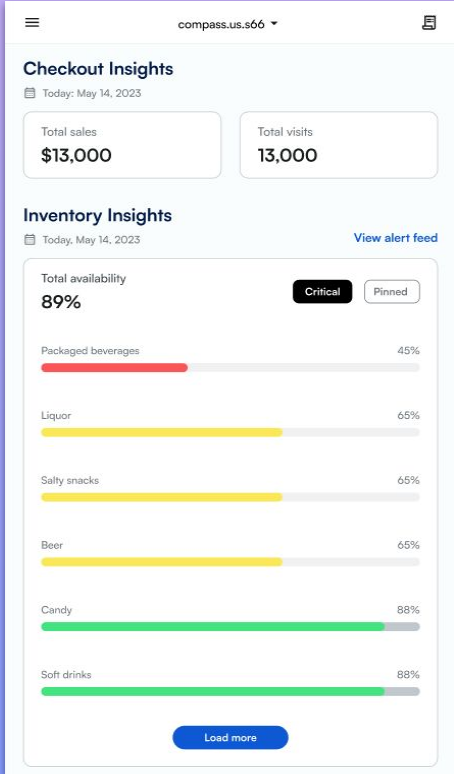 compass.us.s66
Checkout Insights
Today: May 14, 2023
Total sales
$13,000
Total visits
13,000
Inventory Insights
Today, May 14, 2023
View alert feed
Total availability
89%
Critical
Pinned
Packaged beverages 45%
Liquor 65%
Salty snacks 65%
Beer 65%
Candy 88%
Soft drinks 88%
Load more